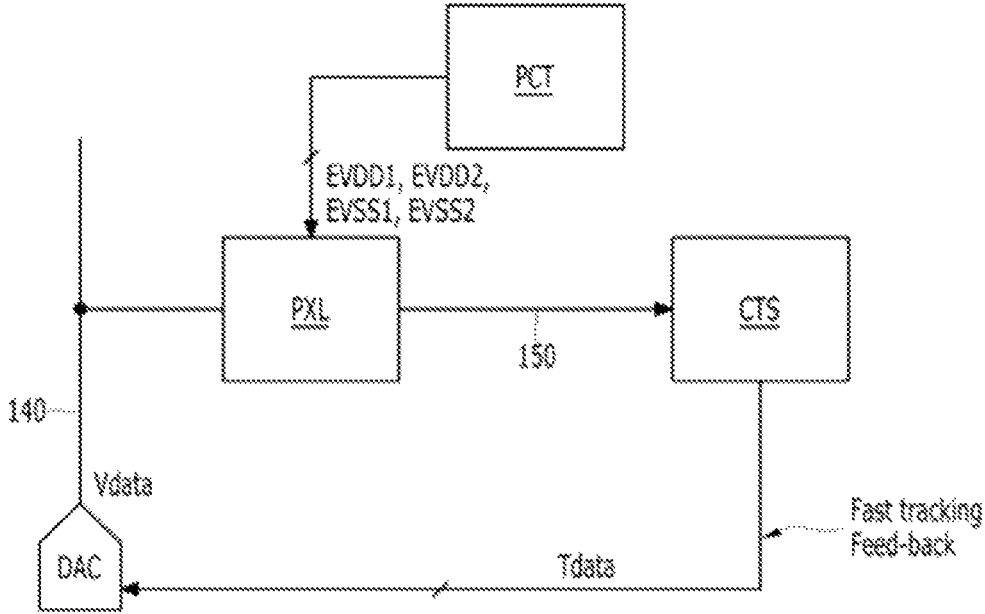 PCT
EVDD1, EVDD2,
EVSS1, EVSS2
PXL
CTS
150
140
Vdata
Fast tracking
Feed-back
DAC
Tdata